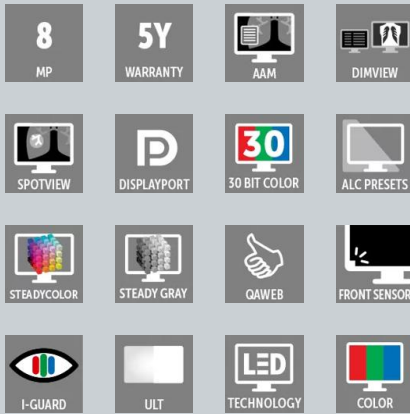 8
MP
5Y
WARRANTY
AAM
DIMVIEW
SPOTVIEW
DISPLAYPORT
30
30 BIT COLOR
ALC PRESETS
STEADYCOLOR
STEADY GRAY
QAWEB
FRONT SENSOR
I-GUARD
ULT
LED
TECHNOLOGY
COLOR